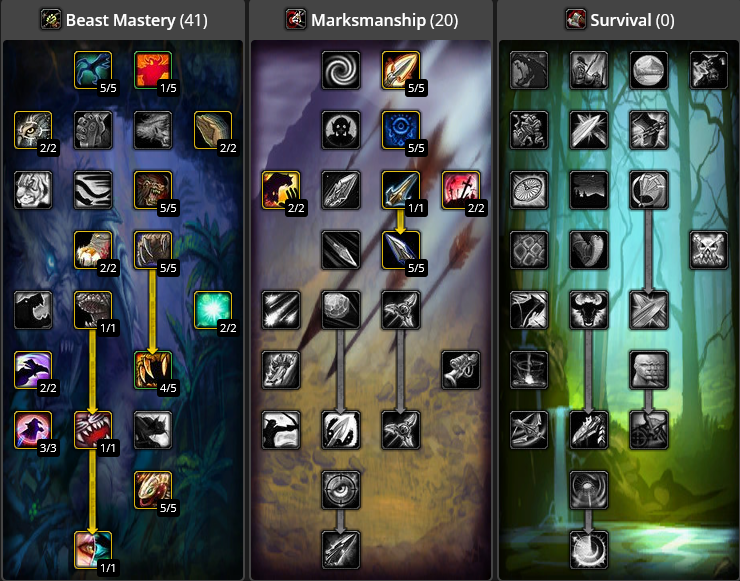 Beast Mastery (41) Marksmanship (20) Survival (0)
5/5 1/5 5/5
2/2 2/2 5/5
5/5 2/2 1/1 2/2
2/2 5/5 5/5
1/1 2/2
2/2 4/5
3/3 1/1
5/5
1/1